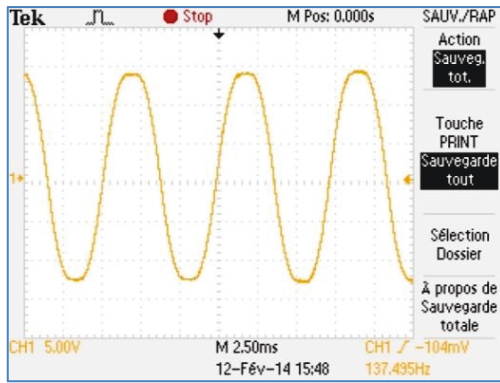 Tek Stop M Pos: 0.000s SAUV./RAP
Action
Sauveg.
tot.
Touche
PRINT
Sauvegarde
tout
Sélection
Dossier
À propos de
Sauvegarde
totale
1
CH1 5.00V M 2.50ms CH1 -104mV
12-Fév-14 15:48 137.495Hz